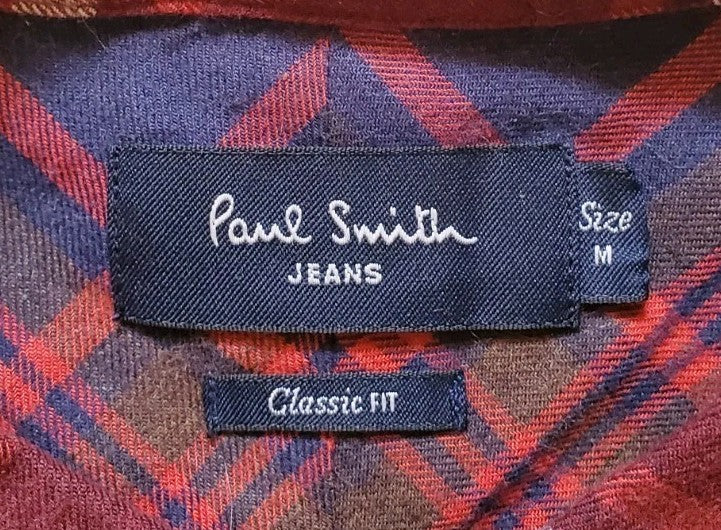 Paul Smith
JEANS
Size
M
Classic FIT